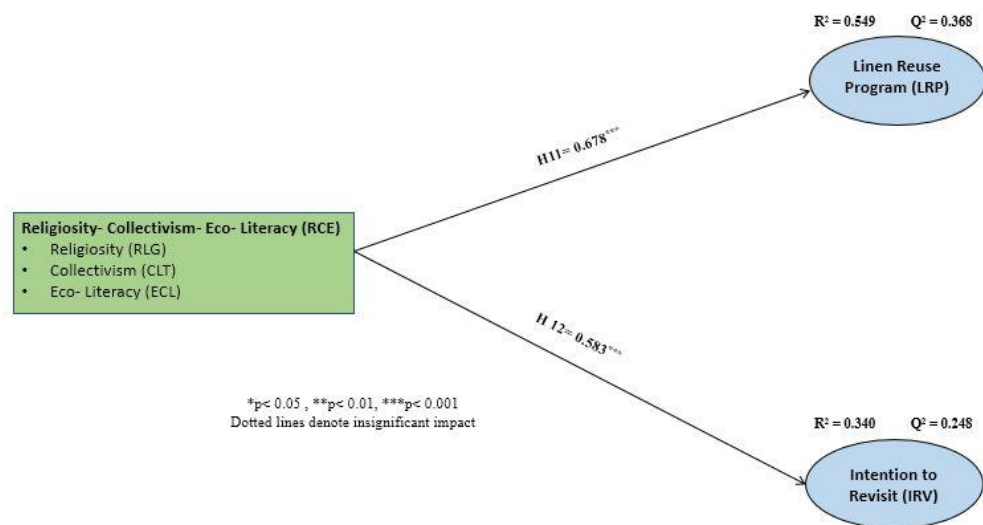 R² = 0.549 Q² = 0.368
Linen Reuse
Program (LRP)
H11= 0.678***
Religiosity- Collectivism- Eco- Literacy (RCE)
• Religiosity (RLG)
• Collectivism (CLT)
• Eco- Literacy (ECL)
H 12= 0.583***
*p< 0.05 , **p< 0.01, ***p< 0.001
Dotted lines denote insignificant impact
R² = 0.340 Q² = 0.248
Intention to
Revisit (IRV)